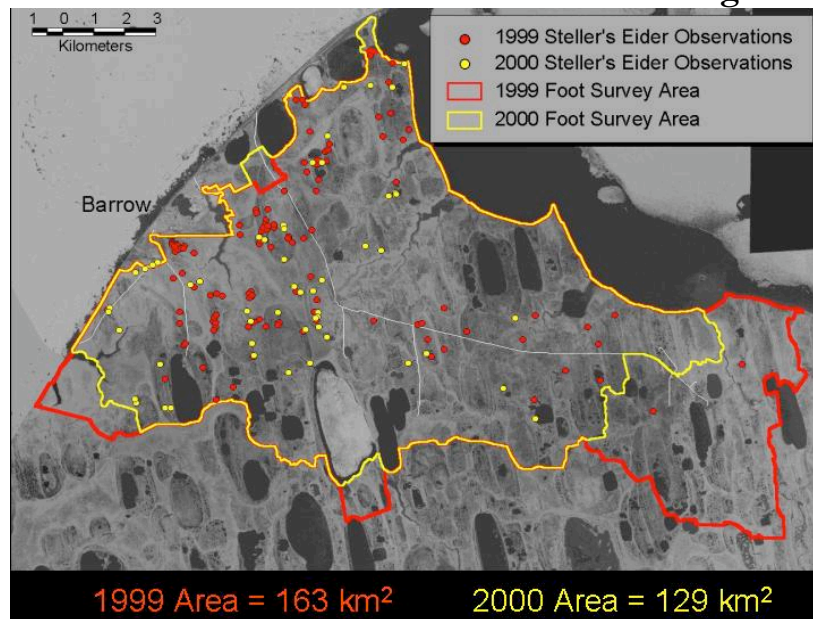 1 0 1 2 3
Kilometers
1999 Steller's Eider Observations
2000 Steller's Eider Observations
1999 Foot Survey Area
2000 Foot Survey Area
Barrow
1999 Area = 163 km²
2000 Area = 129 km²